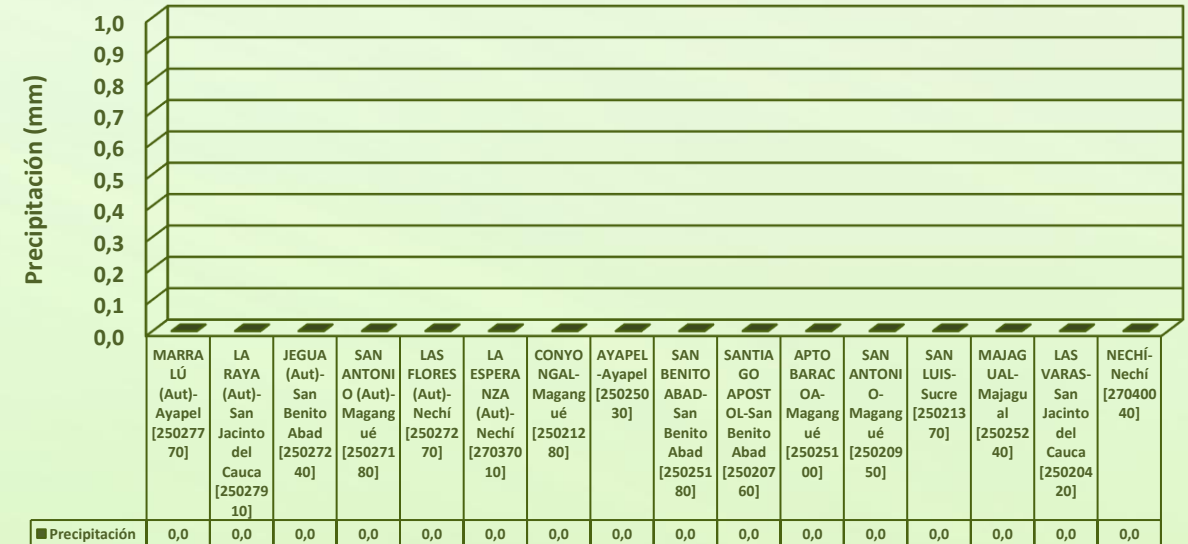 Precipitación (mm)
1,0
0,9
0,8
0,7
0,6
0,5
0,4
0,3
0,2
0,1
0,0
MARRA
LÚ
(Aut)-
Ayapel
[250277
70]
LA
RAYA
(Aut)-
San
Jacinto
del
Cauca
[250279
10]
JEGUA
(Aut)-
San
Benito
Abad
[250272
40]
SAN
ANTONI
O (Aut)-
Magang
ué
[250271
80]
LAS
FLORES
(Aut)-
Nechí
[250272
70]
LA
ESPERA
NZA
(Aut)-
Nechí
[270370
10]
CONYO
NGAL-
Magang
ué
[250212
80]
AYAPEL
-Ayapel
[250250
30]
SAN
BENITO
ABAD-
San
Benito
Abad
[250251
80]
SANTIA
GO
APOST
OL-San
Benito
Abad
[250207
60]
APTO
BARAC
OA-
Magang
ué
[250251
00]
SAN
ANTONI
O-
Magang
ué
[250209
50]
SAN
LUIS-
Sucre
[250213
70]
MAJAG
UAL-
Majagu
al
[250252
40]
LAS
VARAS-
San
Jacinto
del
Cauca
[250204
20]
NECHÍ-
Nechí
[270400
40]
Precipitación 0,0 0,0 0,0 0,0 0,0 0,0 0,0 0,0 0,0 0,0 0,0 0,0 0,0 0,0 0,0 0,0